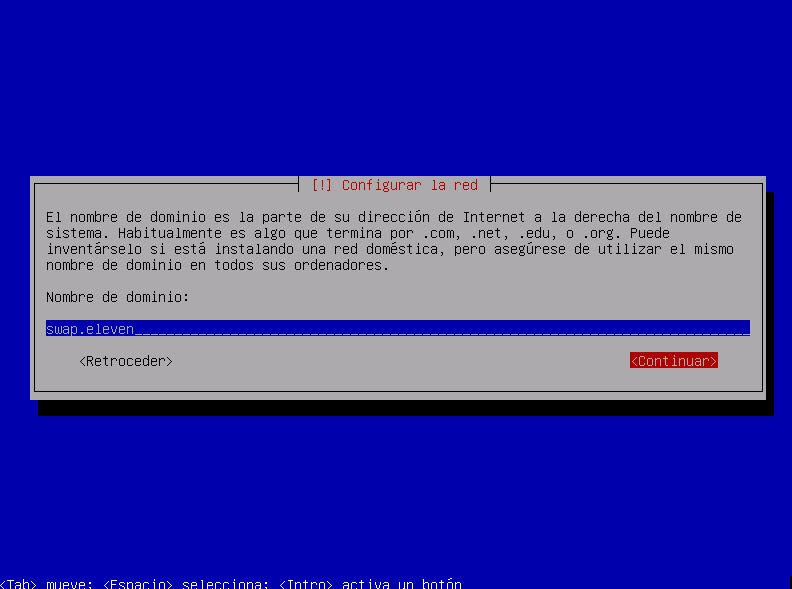 [!] Configurar la red
El nombre de dominio es la parte de su dirección de Internet a la derecha del nombre de
sistema. Habitualmente es algo que termina por .com, .net, .edu, o .org. Puede
inventárselo si está instalando una red doméstica, pero asegúrese de utilizar el mismo
nombre de dominio en todos sus ordenadores.
Nombre de dominio:
swap.eleven
<Retroceder> <Continuar>
<Tab> mueve; <Espacio> selecciona; <Intro> activa un botón